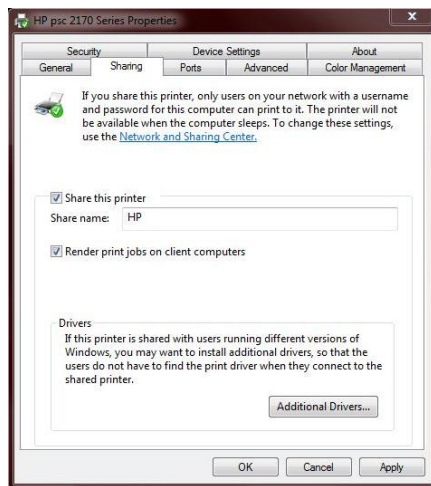 HP psc 2170 Series Properties
x
Security Device Settings About
General Sharing Ports Advanced Color Management
If you share this printer, only users on your network with a username
and password for this computer can print to it. The printer will not
be available when the computer sleeps. To change these settings,
use the Network and Sharing Center.
Share this printer
Share name: HP
Render print jobs on client computers
Drivers
If this printer is shared with users running different versions of
Windows, you may want to install additional drivers, so that the
users do not have to find the print driver when they connect to the
shared printer.
Additional Drivers...
OK Cancel Apply